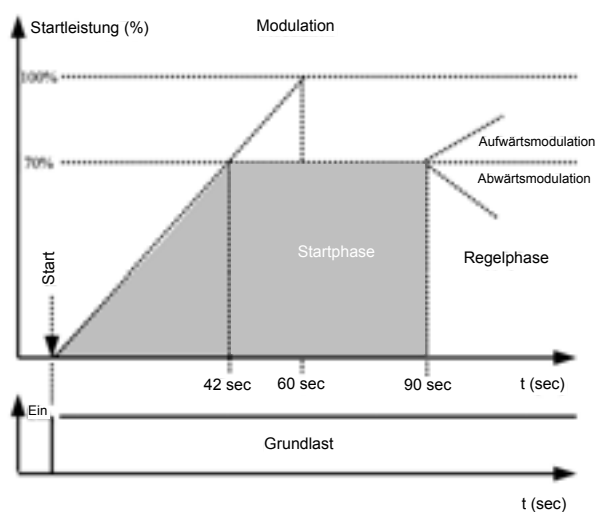 Startleistung (%)
Modulation
100%
Aufwärtsmodulation
70%
Abwärtsmodulation
Startphase
Regelphase
Start
42 sec
60 sec
90 sec
t (sec)
Ein
Grundlast
t (sec)